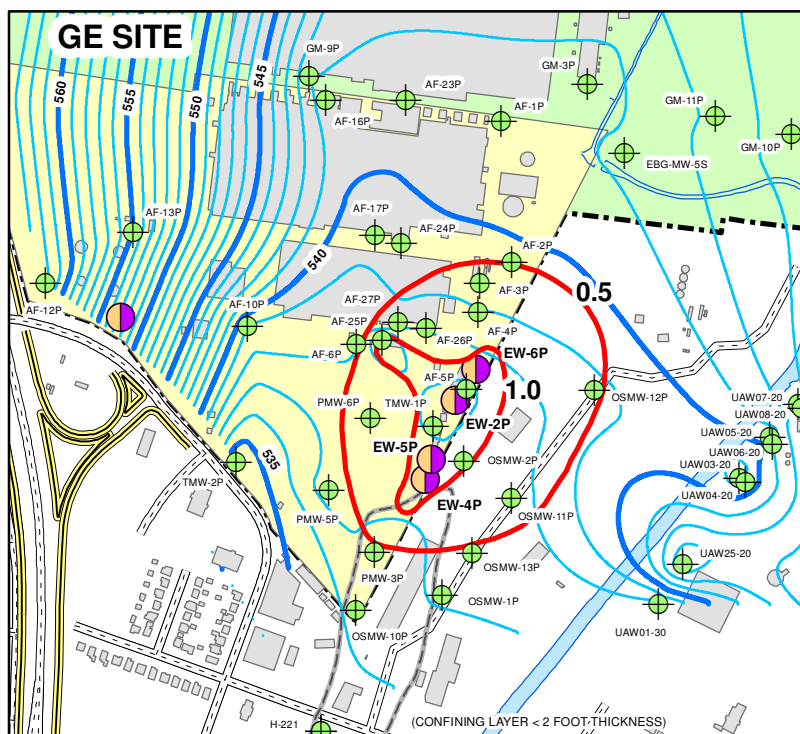 GE SITE
GM-9P
GM-3P
AF-23P
AF-16P
AF-1P
GM-11P
GM-10P
EBG-MW-5S
560
555
550
545
AF-13P
AF-17P
AF-24P
AF-2P
540
AF-12P
AF-10P
AF-3P
0.5
AF-27P
AF-25P
AF-4P
AF-26P
AF-6P
EW-6P
AF-5P
1.0
OSMW-12P
PMW-6P
TMW-1P
EW-2P
UAW07-20
UAW08-20
UAW05-20
UAW06-20
UAW03-20
UAW04-20
EW-5P
535
OSMW-2P
TMW-2P
EW-4P
PMW-5P
OSMW-11P
OSMW-13P
UAW25-20
PMW-3P
OSMW-1P
UAW01-30
OSMW-10P
H-221
(CONFINING LAYER < 2 FOOT THICKNESS)